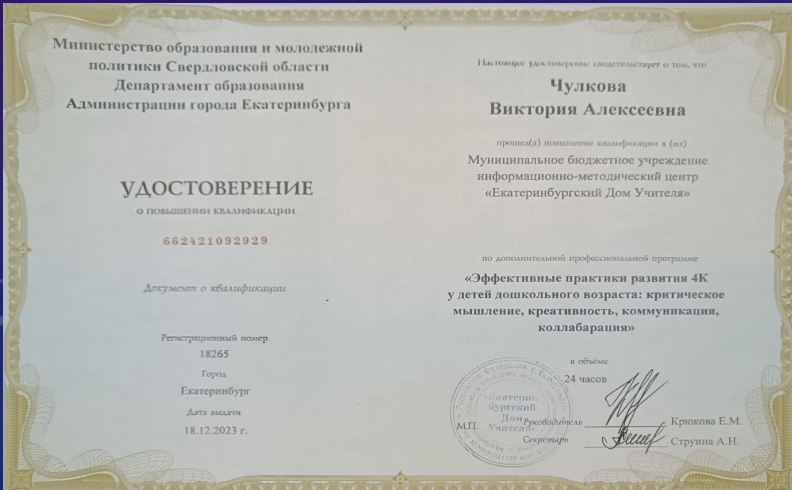 Министерство образования и молодежной
политики Свердловской области
Департамент образования
Администрации города Екатеринбурга
УДОСТОВЕРЕНИЕ
О ПОВЫШЕНИИ КВАЛИФИКАЦИИ
662421092929
Документ о квалификации
Регистрационный номер
18265
Город
Екатеринбург
Дата выдачи
18.12.2023 г.
Настоящее удостоверение свидетельствует о том, что
Чулкова
Виктория Алексеевна
прошел(а) повышение квалификации в (на)
Муниципальное бюджетное учреждение
информационно-методический центр
«Екатеринбургский Дом Учителя»
по дополнительной профессиональной программе
«Эффективные практики развития 4К
у детей дошкольного возраста: критическое
мышление, креативность, коммуникация,
коллабарация»
в объёме
24 часов
«Екатерин
бургский
Дом
Учителя»
М.П.
Руководитель Крюкова Е.М.
Секретарь Струина А.Н.